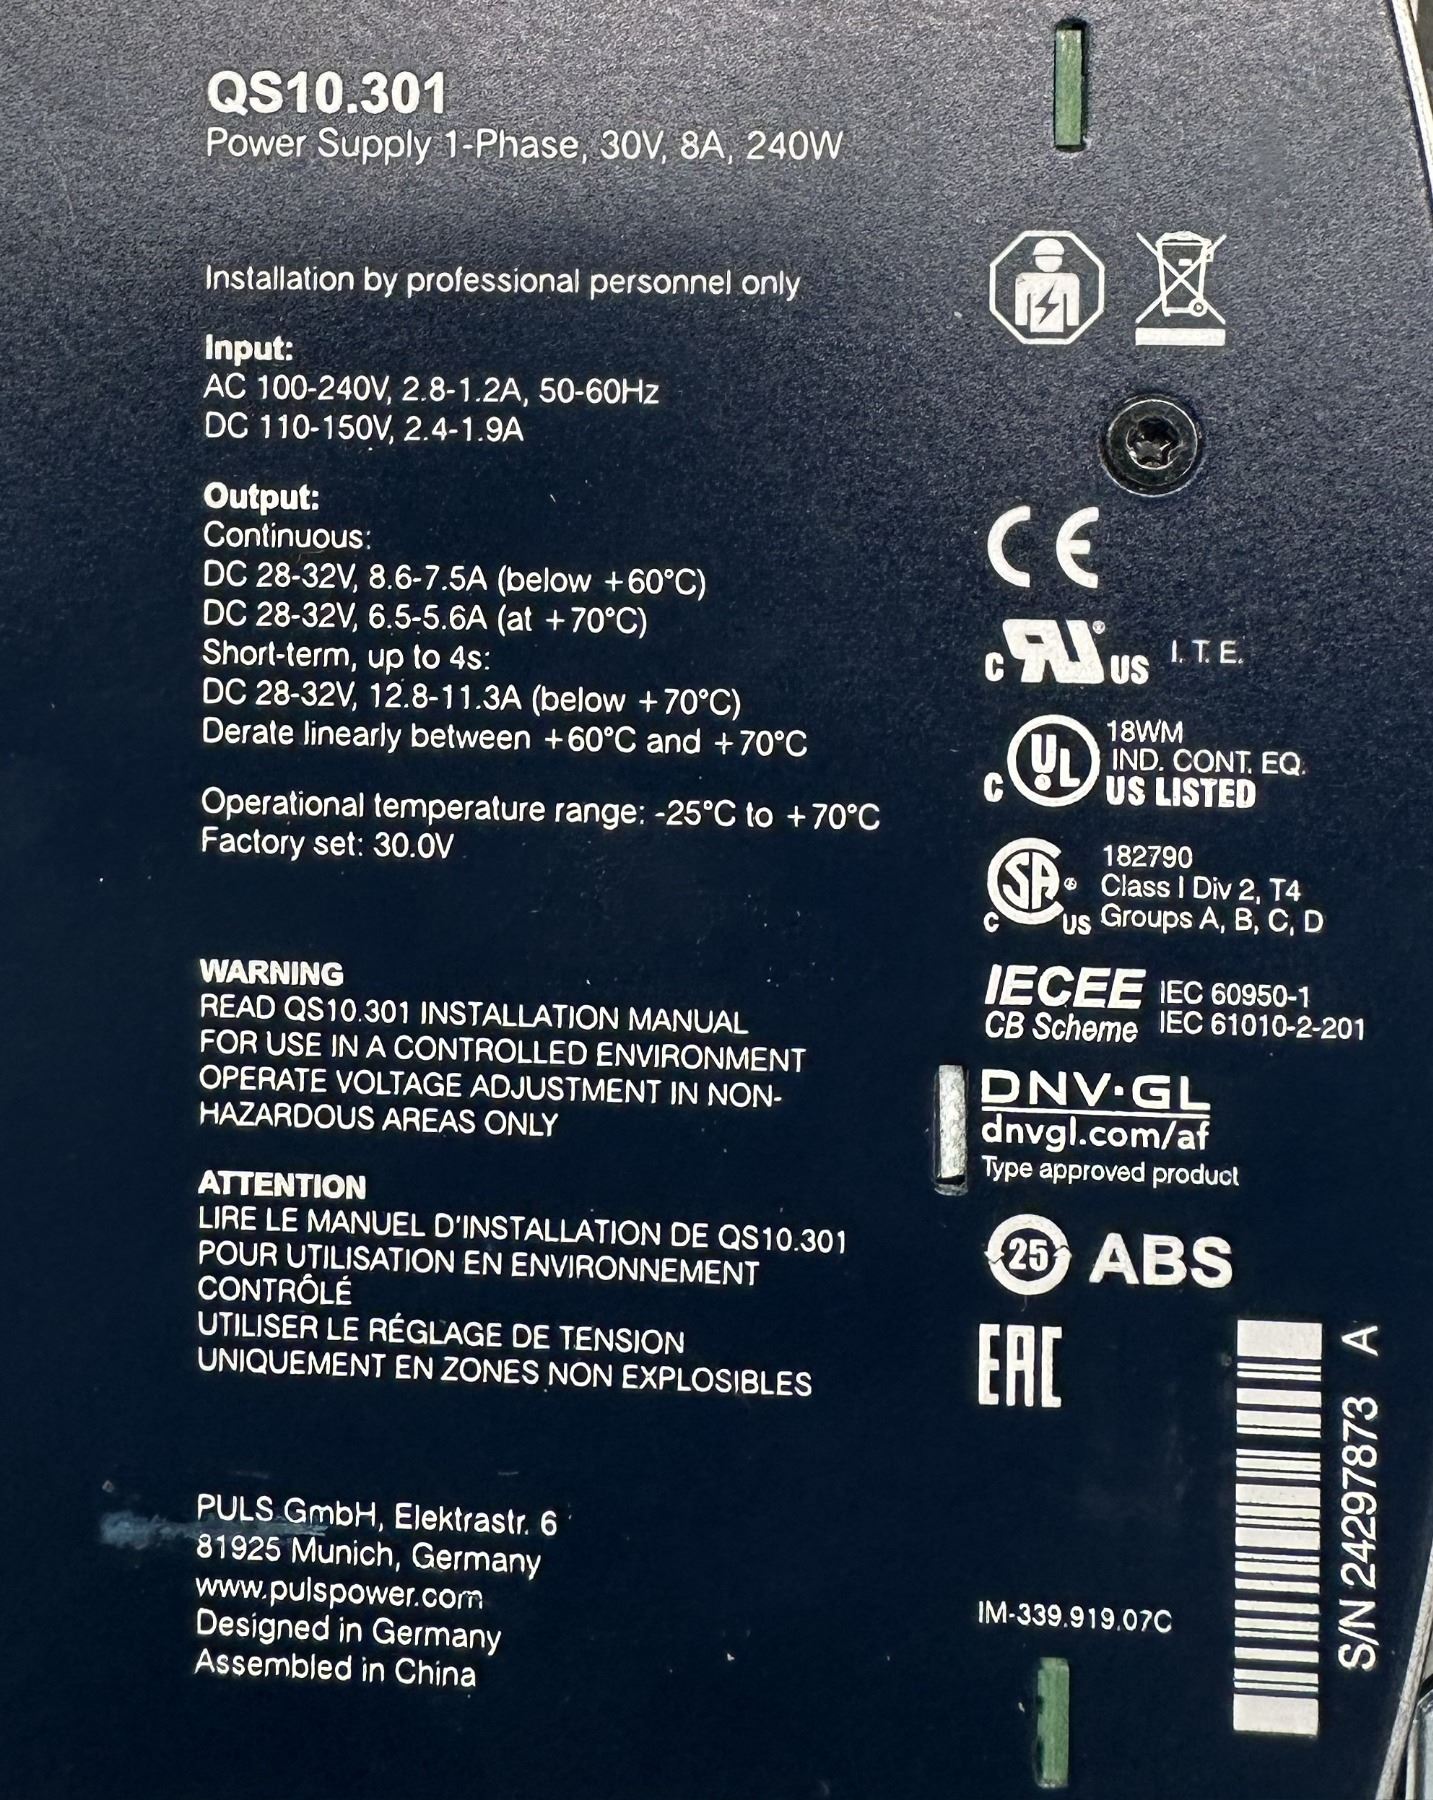 QS10.301
Power Supply 1-Phase, 30V, 8A, 240W
Installation by professional personnel only
Input:
AC 100-240V, 2.8-1.2A, 50-60Hz
DC 110-150V, 2.4-1.9A
Output:
Continuous:
DC 28-32V, 8.6-7.5A (below +60°C)
DC 28-32V, 6.5-5.6A (at +70°C)
Short-term, up to 4s:
DC 28-32V, 12.8-11.3A (below +70°C)
Derate linearly between +60°C and +70°C
Operational temperature range: -25°C to +70°C
Factory set: 30.0V
WARNING
READ QS10.301 INSTALLATION MANUAL
FOR USE IN A CONTROLLED ENVIRONMENT
OPERATE VOLTAGE ADJUSTMENT IN NON-
HAZARDOUS AREAS ONLY
ATTENTION
LIRE LE MANUEL D'INSTALLATION DE QS10.301
POUR UTILISATION EN ENVIRONNEMENT
CONTRÔLÉ
UTILISER LE RÉGLAGE DE TENSION
UNIQUEMENT EN ZONES NON EXPLOSIBLES
PULS GmbH, Elektrastr. 6
81925 Munich, Germany
www.pulspower.com
Designed in Germany
Assembled in China
CE
c RU® US I.T.E.
18WM
IND. CONT. EQ.
c UL US LISTED
182790
Class I Div 2, T4
c SA® US Groups A, B, C, D
IECEE IEC 60950-1
CB Scheme IEC 61010-2-201
DNV·GL
dnvgl.com/af
Type approved product
25 ABS
EAC
IM-339.919.07C
S/N 24297873 A